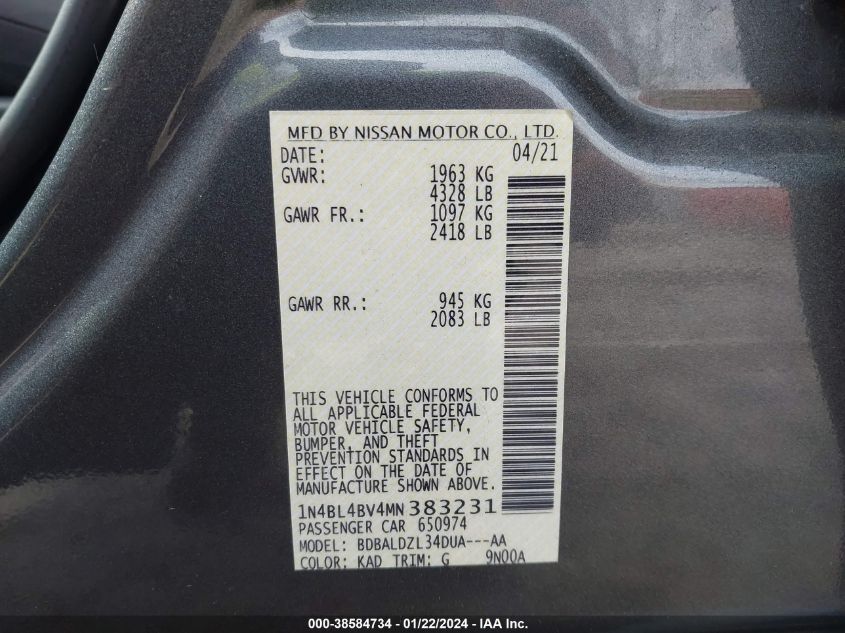 MFD BY NISSAN MOTOR CO., LTD.
DATE: 04/21
GVWR: 1963 KG
4328 LB
GAWR FR.: 1097 KG
2418 LB
GAWR RR.: 945 KG
2083 LB
THIS VEHICLE CONFORMS TO
ALL APPLICABLE FEDERAL
MOTOR VEHICLE SAFETY,
BUMPER, AND THEFT
PREVENTION STANDARDS IN
EFFECT ON THE DATE OF
MANUFACTURE SHOWN ABOVE.
1N4BL4BV4MN383231
PASSENGER CAR 650974
MODEL: BDBALDZL34DUA---AA
COLOR: KAD TRIM: G 9N00A
000-38584734 - 01/22/2024 - IAA Inc.